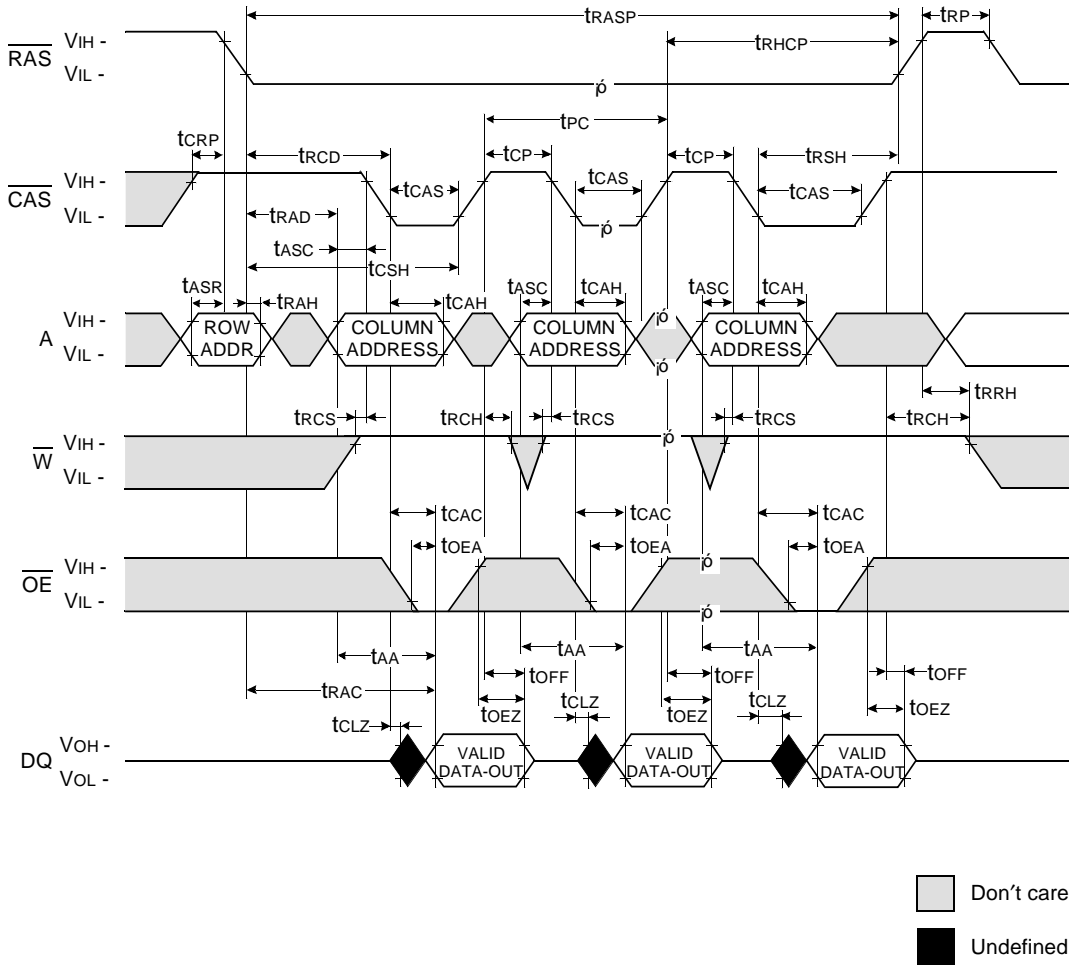 tRASP tRP
tRHCP
RAS VIH -
VIL -
¡ó
tPC
tCRP tRCD tCP tCP tRSH
CAS VIH -
VIL -
tCAS tCAS tCAS
¡ó
tRAD
tASC
tCSH
tASR tRAH tCAH tASC tCAH tASC tCAH
A VIH -
VIL -
ROW ADDR
COLUMN ADDRESS
COLUMN ADDRESS
¡ó
¡ó
COLUMN ADDRESS
tRRH
tRCS tRCH tRCS tRCS tRCH
W VIH -
VIL -
¡ó
tCAC tCAC tCAC
tOEA tOEA tOEA
OE VIH -
VIL -
¡ó
¡ó
tAA tAA tAA
tOFF tOFF tOFF
tRAC
tCLZ tOEZ tCLZ tOEZ tCLZ tOEZ
DQ VOH -
VOL -
VALID DATA-OUT
VALID DATA-OUT
VALID DATA-OUT
Don′t care
Undefined